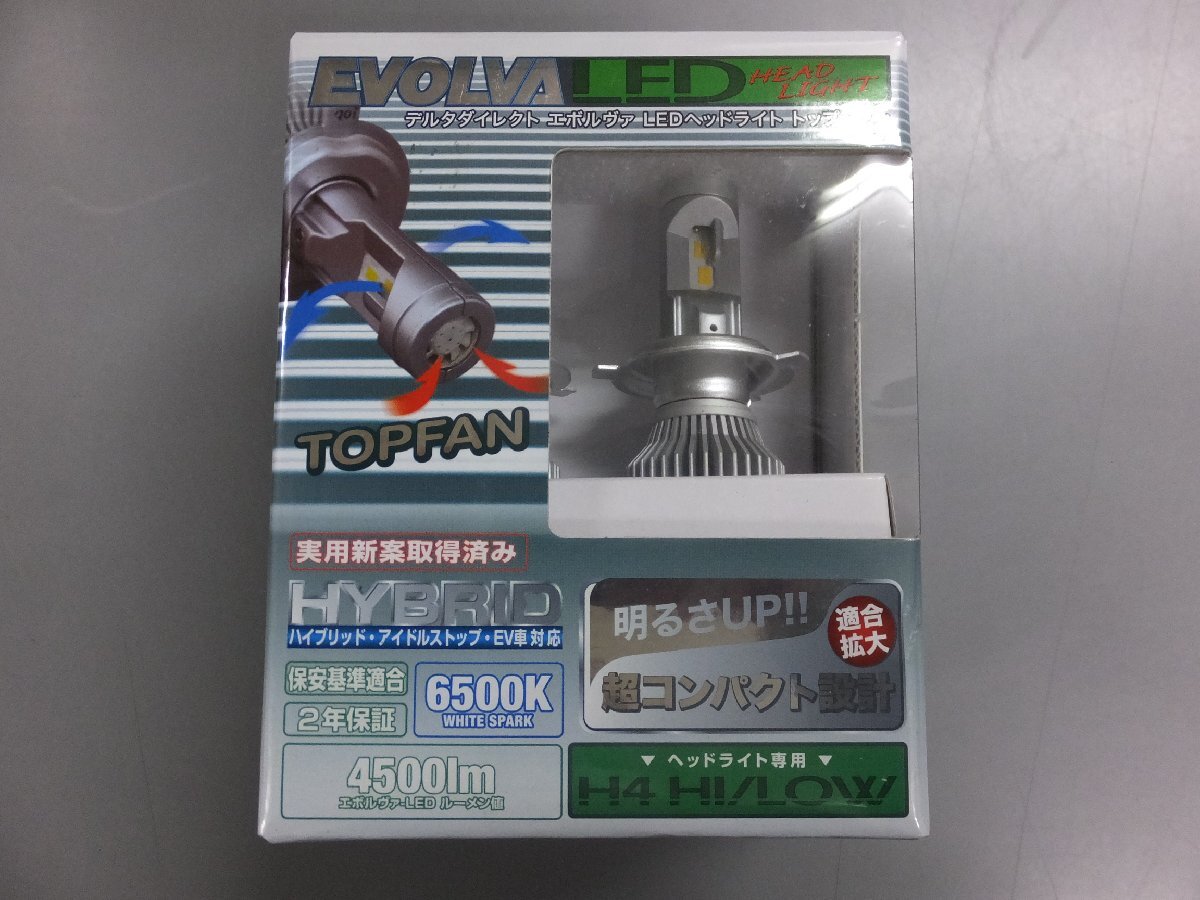 EVOLVA LED HEAD LIGHT
デルタダイレクト エボルヴァ LEDヘッドライト
TOPFAN
実用新案取得済み
HYBRID
ハイブリッド・アイドルストップ・EV車対応
保安基準適合
2年保証
6500K
WHITE SPARK
4500lm
エボルヴァ-LED ルーメン値
明るさUP!!
適合
拡大
超コンパクト設計
▼ ヘッドライト専用 ▼
H4 HI/LOW